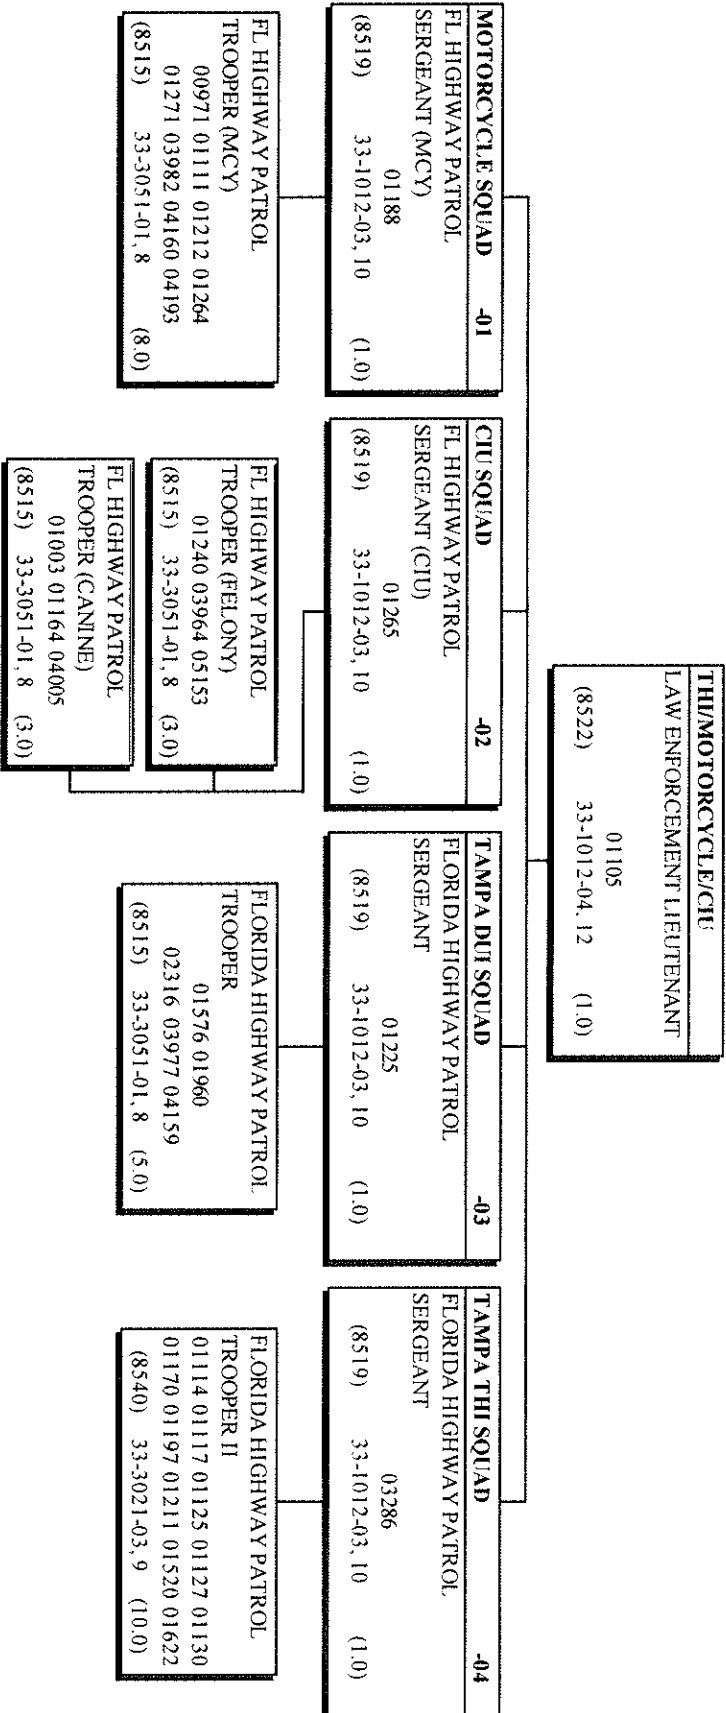 THI/MOTORCYCLE/CIU
LAW ENFORCEMENT LIEUTENANT
01105
(8522) 33-1012-04, 12 (1.0)
MOTORCYCLE SQUAD -01
FL HIGHWAY PATROL
SERGEANT (MCY)
01188
(8519) 33-1012-03, 10 (1.0)
FL HIGHWAY PATROL
TROOPER (MCY)
00971 01111 01212 01264
01271 03982 04160 04193
(8515) 33-3051-01, 8 (8.0)
CIU SQUAD -02
FL HIGHWAY PATROL
SERGEANT (CIU)
01265
(8519) 33-1012-03, 10 (1.0)
FL HIGHWAY PATROL
TROOPER (FELONY)
01240 03964 05153
(8515) 33-3051-01, 8 (3.0)
FL HIGHWAY PATROL
TROOPER (CANINE)
01003 01164 04005
(8515) 33-3051-01, 8 (3.0)
TAMPA DUI SQUAD -03
FLORIDA HIGHWAY PATROL
SERGEANT
01225
(8519) 33-1012-03, 10 (1.0)
FLORIDA HIGHWAY PATROL
TROOPER
01576 01960
02316 03977 04159
(8515) 33-3051-01, 8 (5.0)
TAMPA THI SQUAD -04
FLORIDA HIGHWAY PATROL
SERGEANT
03286
(8519) 33-1012-03, 10 (1.0)
FLORIDA HIGHWAY PATROL
TROOPER II
01114 01117 01125 01127 01130
01170 01197 01211 01520 01622
(8540) 33-3021-03, 9 (10.0)